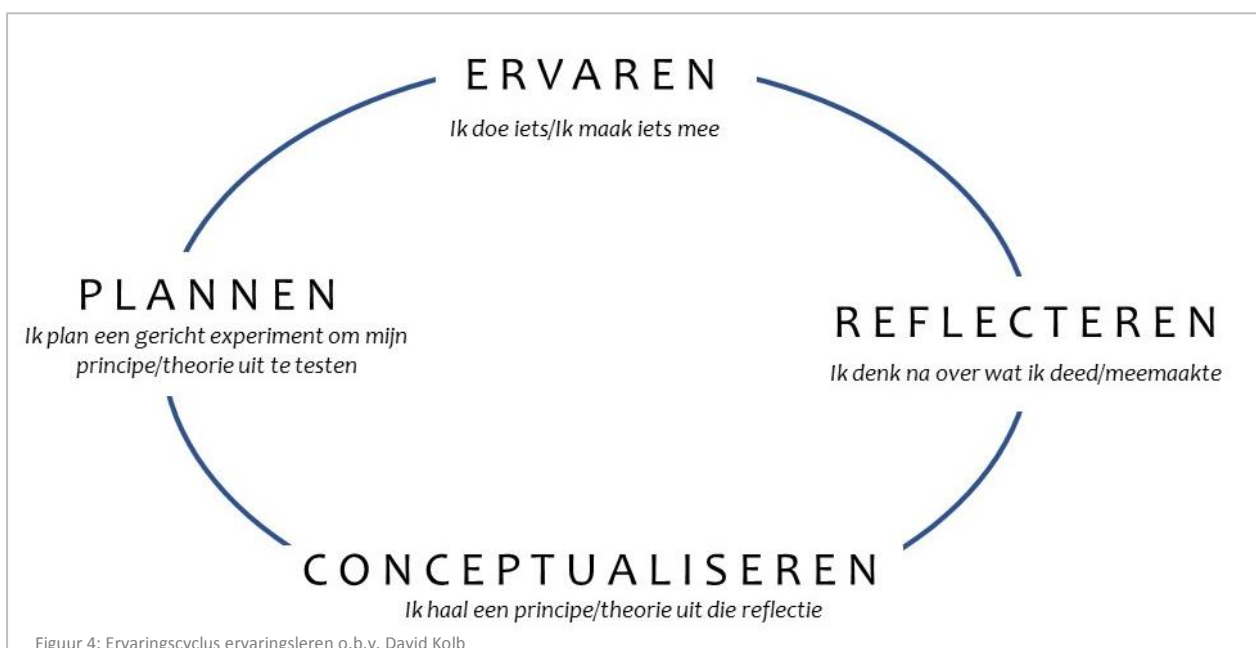 ERVAREN
Ik doe iets/Ik maak iets mee
PLANNEN
Ik plan een gericht experiment om mijn
principe/theorie uit te testen
REFLECTEREN
Ik denk na over wat ik deed/meemaakte
CONCEPTUALISEREN
Ik haal een principe/theorie uit die reflectie
Figuur 4: Ervaringscyclus ervaringsleren o.b.v. David Kolb